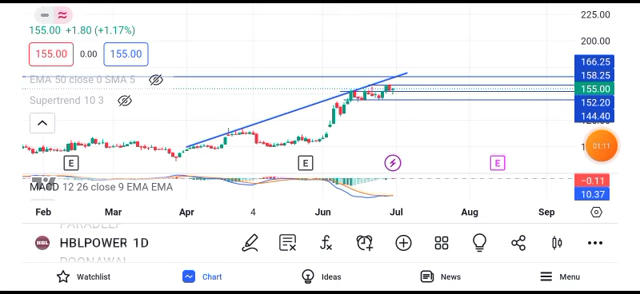 225.00
155.00 +1.80 (+1.17%)
200.00
155.00 0.00 155.00
166.25
EMA 50 close 0 SMA 5
158.25
155.00
Supertrend 10 3
152.20
144.40
01:11
E E E
−0.11
MACD 12 26 close 9 EMA EMA
10.37
Feb Mar Apr 4 Jun Jul Aug Sep
HBL HBLPOWER 1D
Watchlist Chart Ideas News Menu